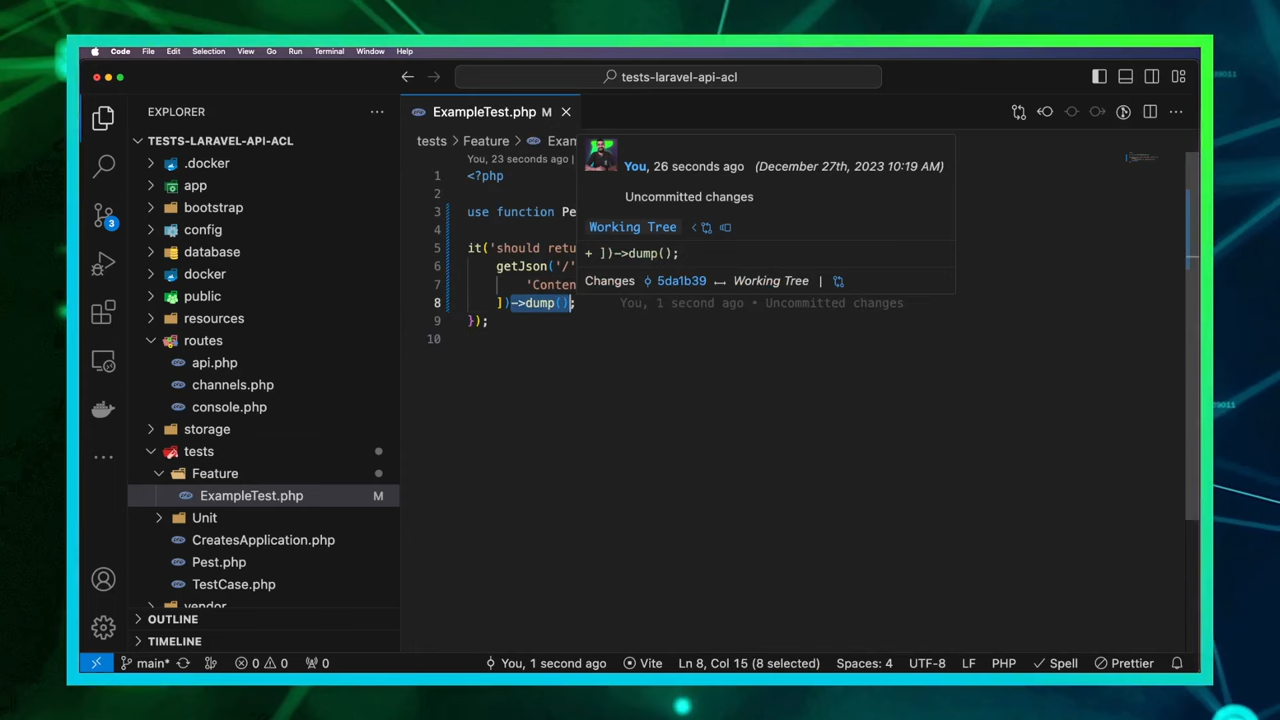 Code File Edit Selection View Go Run Terminal Window Help
tests-laravel-api-acl
EXPLORER
TESTS-LARAVEL-API-ACL
.docker
app
bootstrap
config
database
docker
public
resources
routes
api.php
channels.php
console.php
storage
tests
Feature
ExampleTest.php M
Unit
CreatesApplication.php
Pest.php
TestCase.php
vendor
OUTLINE
TIMELINE
3
ExampleTest.php M
tests > Feature > Exam
You, 23 seconds ago |
1 <?php
2
3 use function Pe
4
5 it('should retu
6 getJson('/'
7 'Conten
8 ])->dump(); You, 1 second ago • Uncommitted changes
9 });
10
You, 26 seconds ago (December 27th, 2023 10:19 AM)
Uncommitted changes
Working Tree
+ ])->dump();
Changes 5da1b39 Working Tree |
main* 0 0 0 You, 1 second ago Vite Ln 8, Col 15 (8 selected) Spaces: 4 UTF-8 LF PHP Spell Prettier